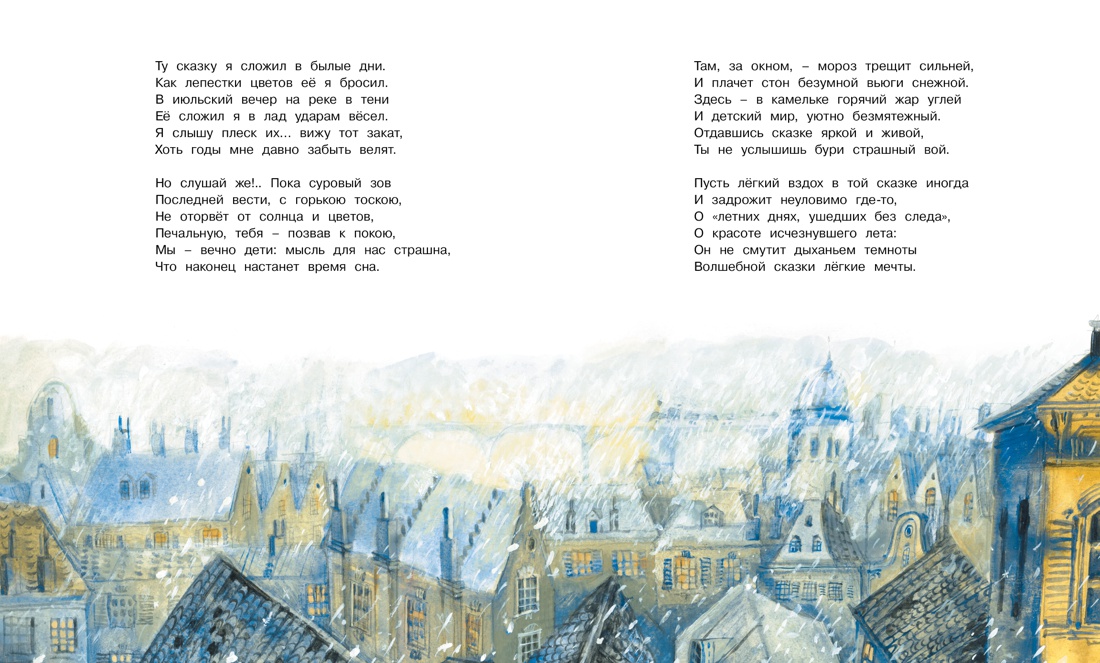 Ту сказку я сложил в былые дни.
Как лепестки цветов её я бросил.
В июльский вечер на реке в тени
Её сложил я в лад ударам вёсел.
Я слышу плеск их... вижу тот закат,
Хоть годы мне давно забыть велят.
Но слушай же!.. Пока суровый зов
Последней вести, с горькою тоскою,
Не оторвёт от солнца и цветов,
Печальную, тебя – позвав к покою,
Мы – вечно дети: мысль для нас страшна,
Что наконец настанет время сна.
Там, за окном, – мороз трещит сильней,
И плачет стон безумной вьюги снежной.
Здесь – в камельке горячий жар углей
И детский мир, уютно безмятежный.
Отдавшись сказке яркой и живой,
Ты не услышишь бури страшный вой.
Пусть лёгкий вздох в той сказке иногда
И задрожит неуловимо где-то,
О «летних днях, ушедших без следа»,
О красоте исчезнувшего лета:
Он не смутит дыханьем темноты
Волшебной сказки лёгкие мечты.